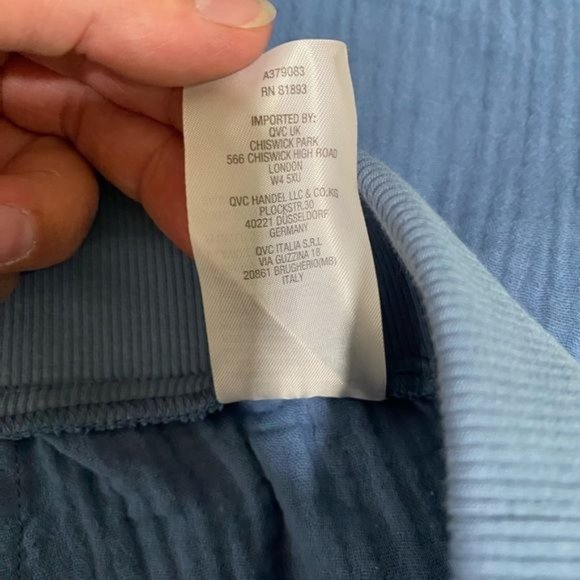 A379083
RN 81893
IMPORTED BY:
QVC UK
CHISWICK PARK
566 CHISWICK HIGH ROAD
LONDON
W4 5XU
QVC HANDEL LLC & CO.KG
PLOCKSTR.30
40221 DÜSSELDORF
GERMANY
QVC ITALIA S.R.L
VIA GUZZINA 18
20861 BRUGHERIO(MB)
ITALY